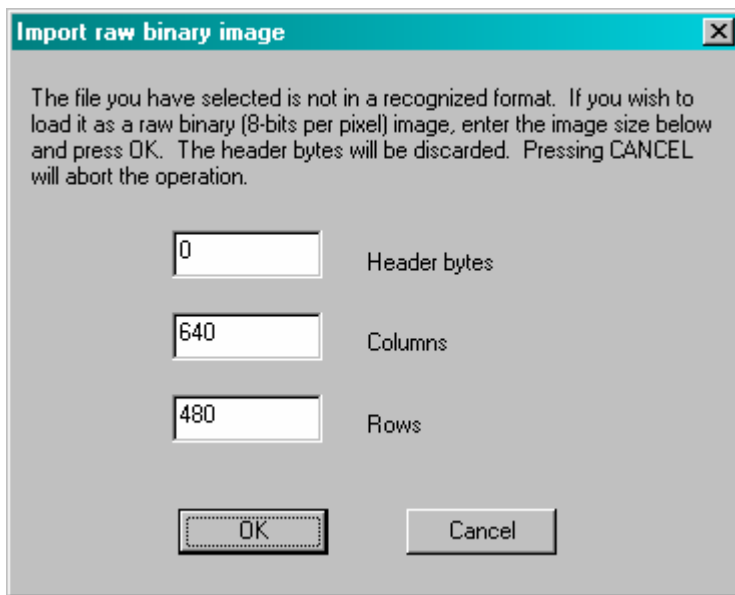 Import raw binary image
The file you have selected is not in a recognized format.  If you wish to
load it as a raw binary (8-bits per pixel) image, enter the image size below
and press OK.  The header bytes will be discarded.  Pressing CANCEL
will abort the operation.
0 Header bytes
640 Columns
480 Rows
OK Cancel